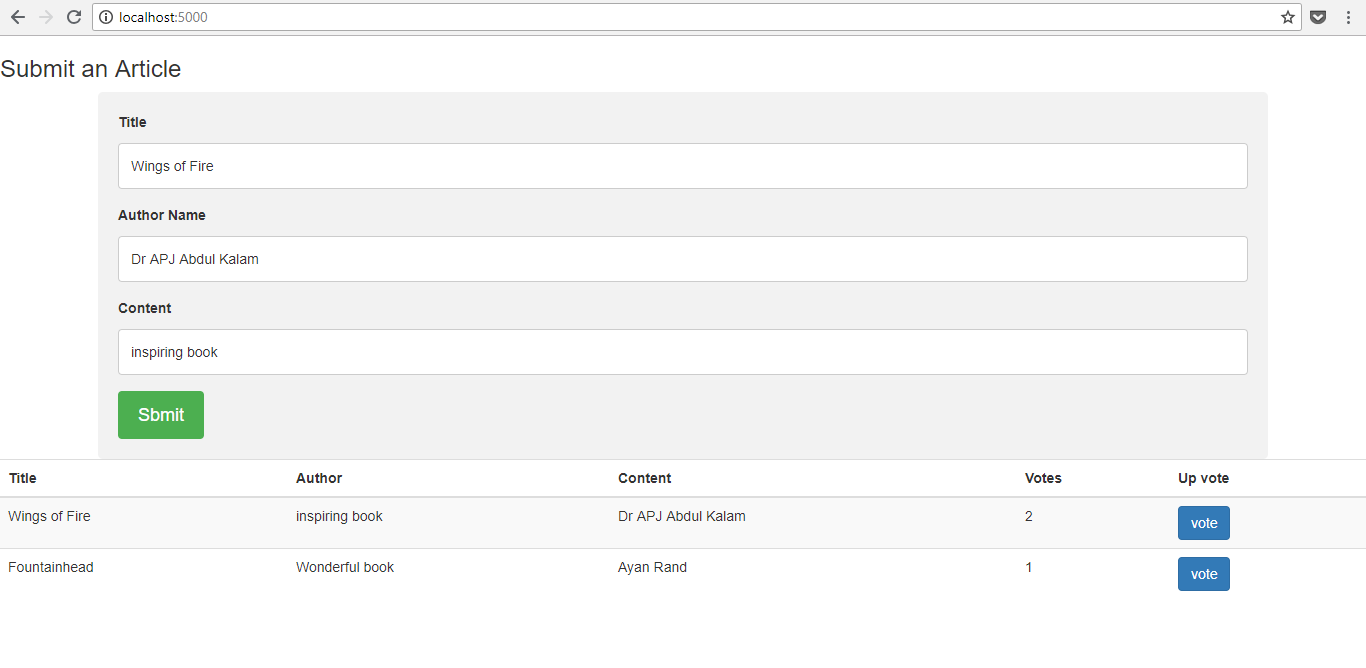 localhost:5000
Submit an Article
Title
Wings of Fire
Author Name
Dr APJ Abdul Kalam
Content
inspiring book
Sbmit
Title Author Content Votes Up vote
Wings of Fire inspiring book Dr APJ Abdul Kalam 2 vote
Fountainhead Wonderful book Ayan Rand 1 vote